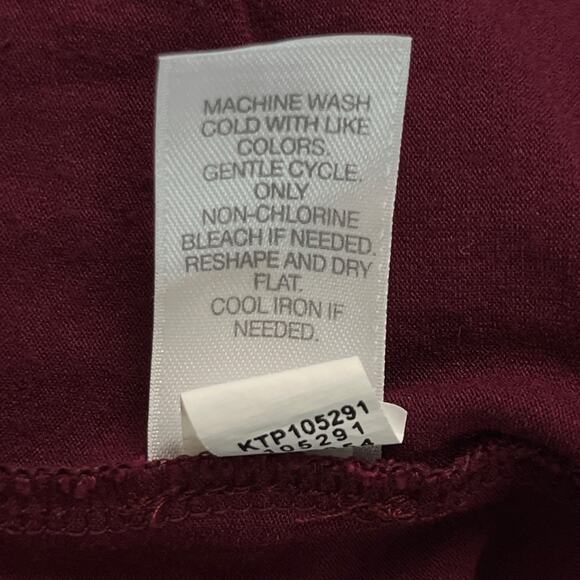 MACHINE WASH
COLD WITH LIKE
COLORS.
GENTLE CYCLE.
ONLY
NON-CHLORINE
BLEACH IF NEEDED.
RESHAPE AND DRY
FLAT.
COOL IRON IF
NEEDED.
KTP105291
105291